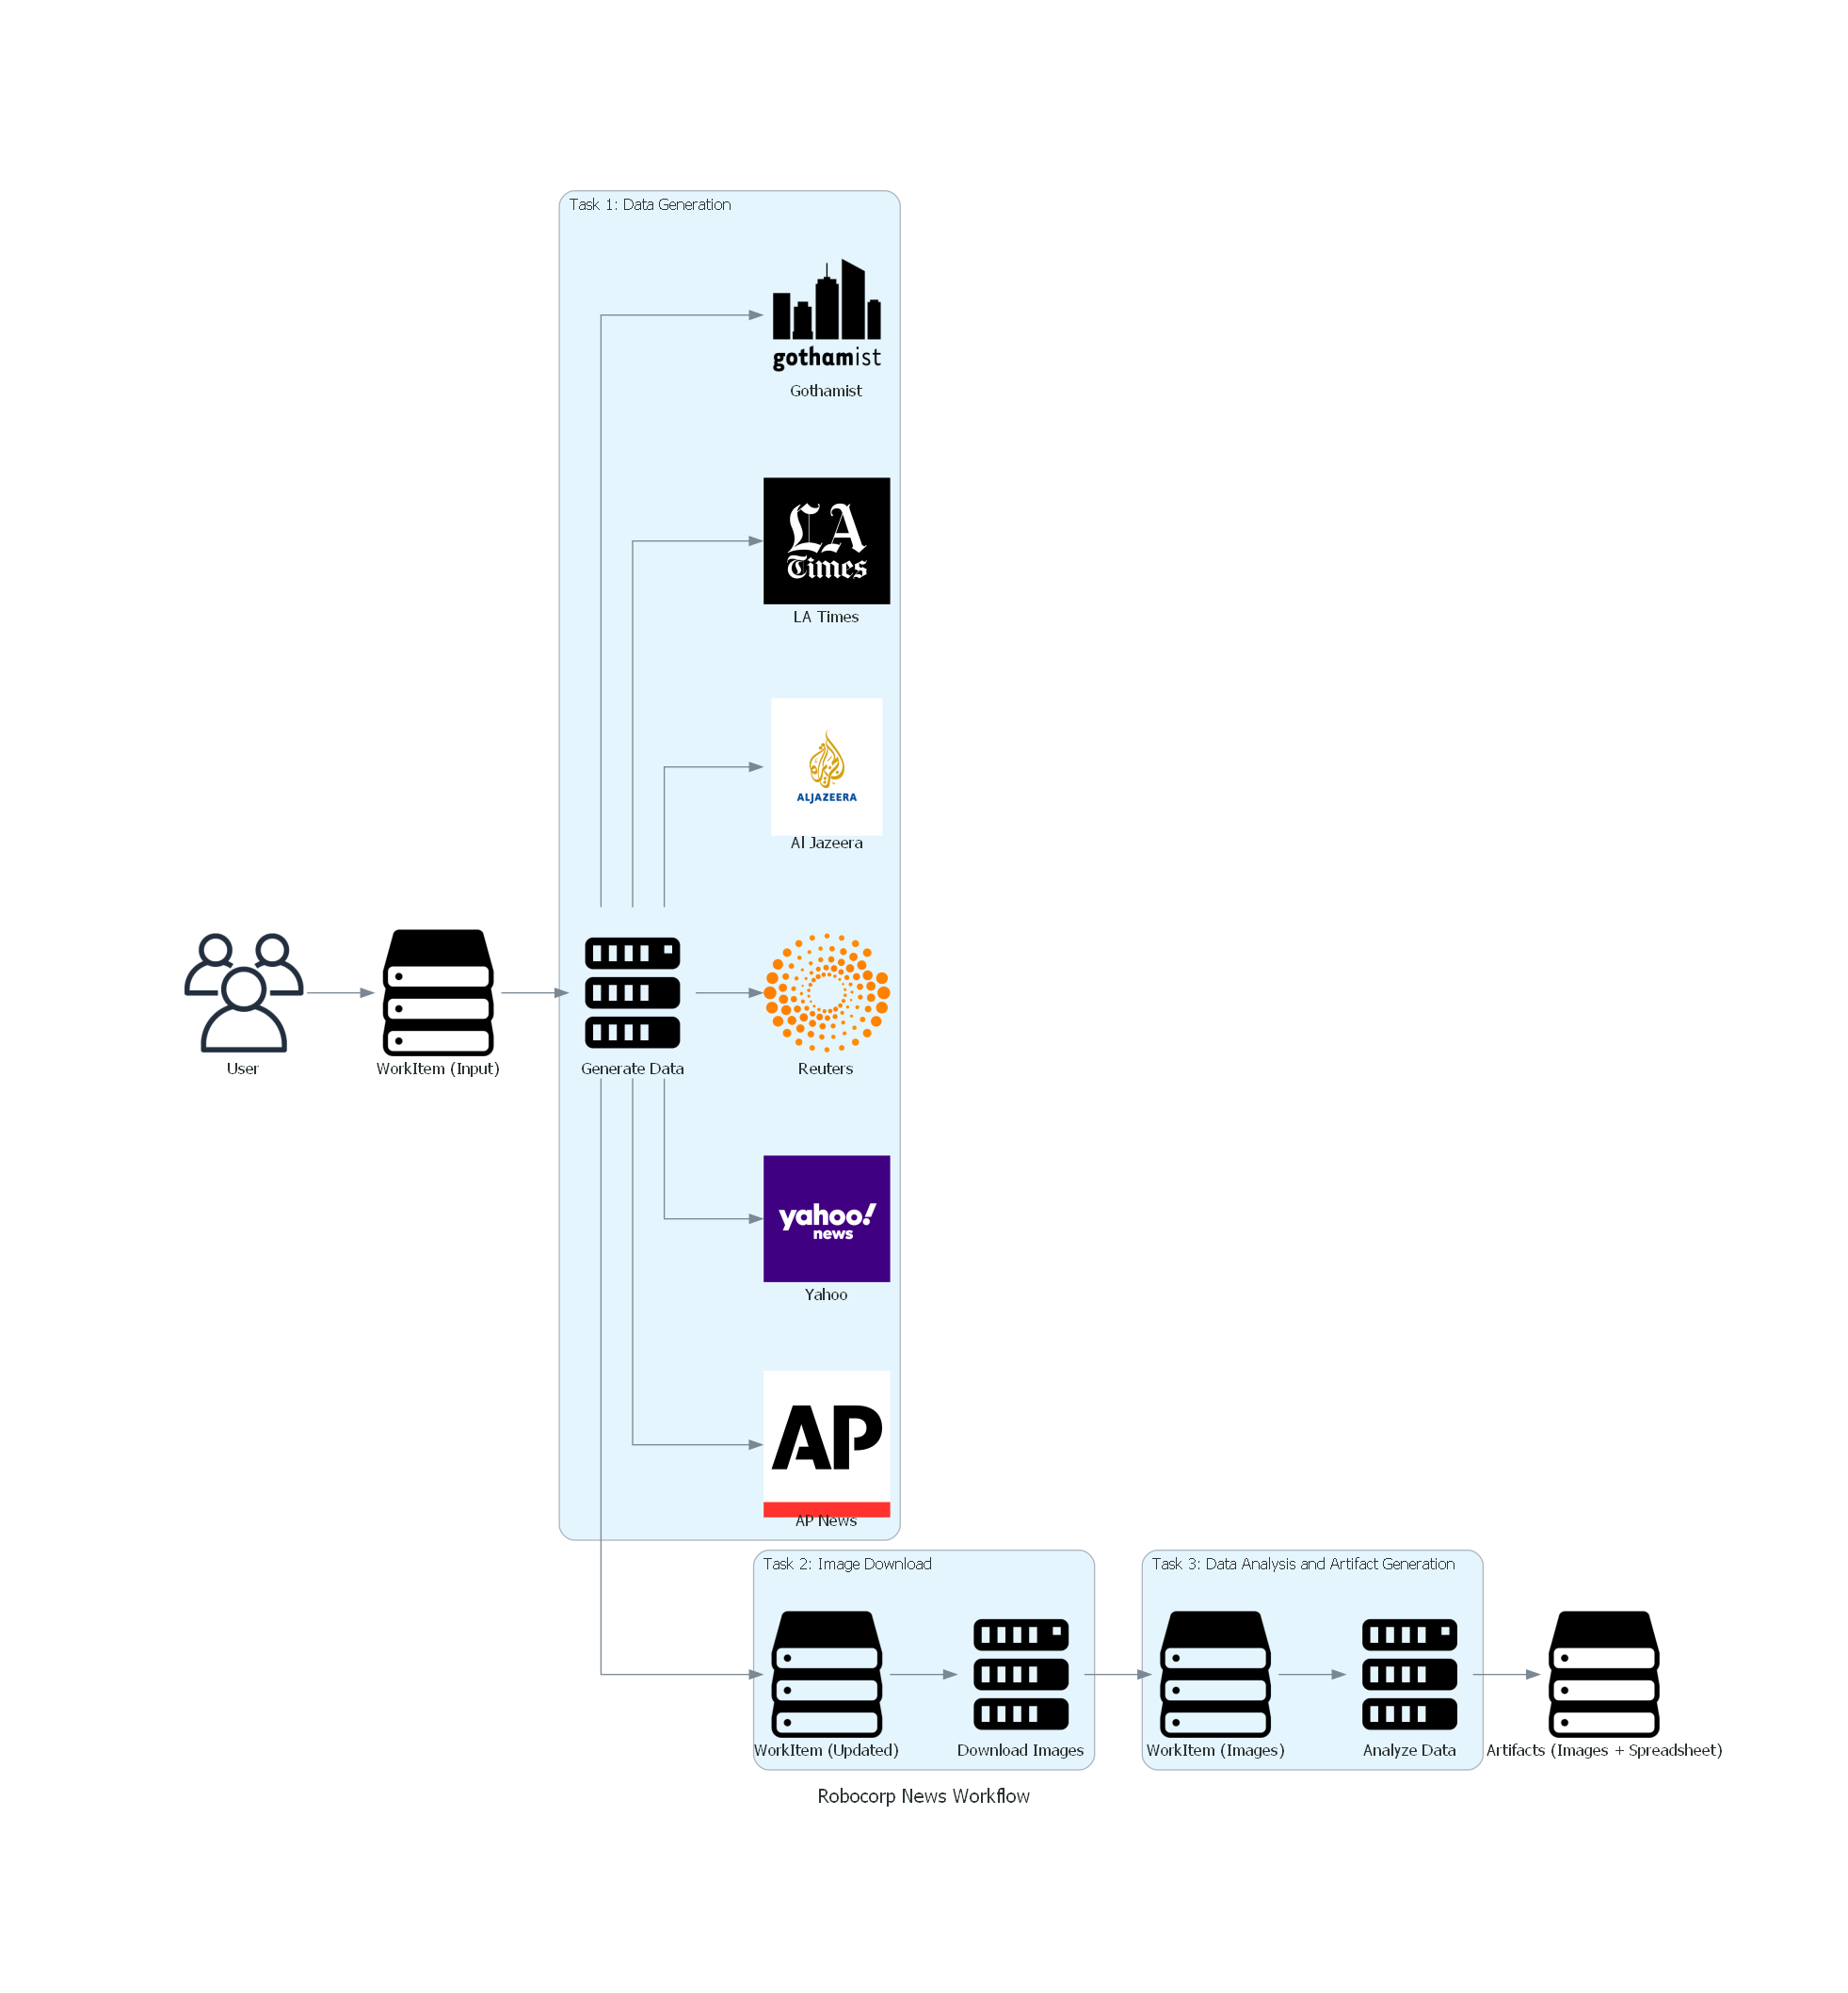 Task 1: Data Generation
gothamist
Gothamist
LA
Times
LA Times
ALJAZEERA
Al Jazeera
User
WorkItem (Input)
Generate Data
Reuters
yahoo!
news
Yahoo
AP
AP News
Task 2: Image Download
Task 3: Data Analysis and Artifact Generation
WorkItem (Updated)
Download Images
WorkItem (Images)
Analyze Data
Artifacts (Images + Spreadsheet)
Robocorp News Workflow